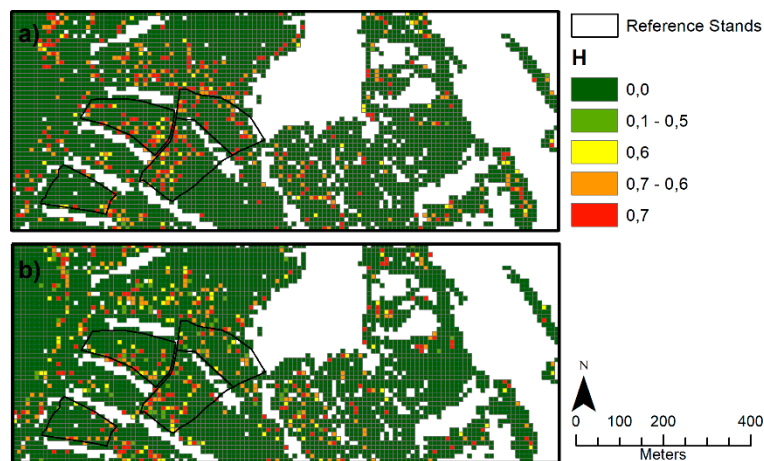 a)
Reference Stands
H
0,0
0,1 - 0,5
0,6
0,7 - 0,6
0,7
b)
N
0 100 200 400
Meters